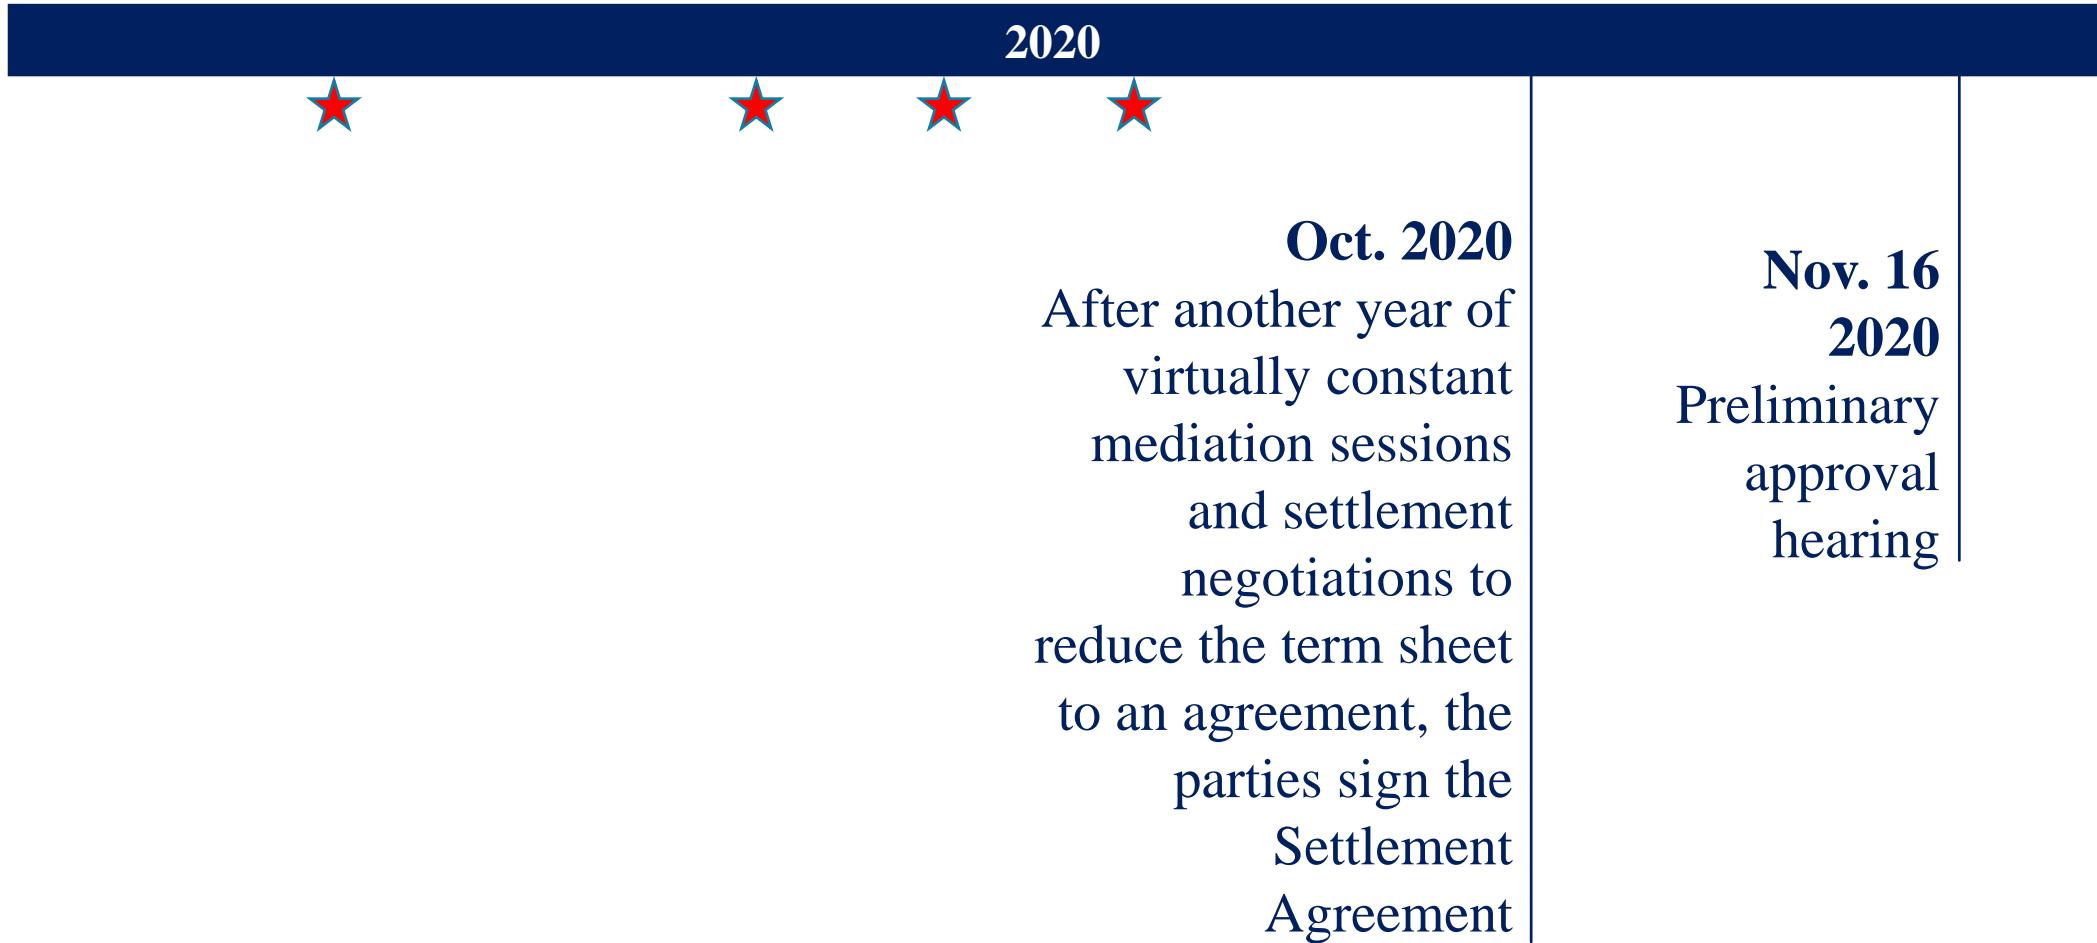 2020
Oct. 2020
After another year of
virtually constant
mediation sessions
and settlement
negotiations to
reduce the term sheet
to an agreement, the
parties sign the
Settlement
Agreement
Nov. 16
2020
Preliminary
approval
hearing